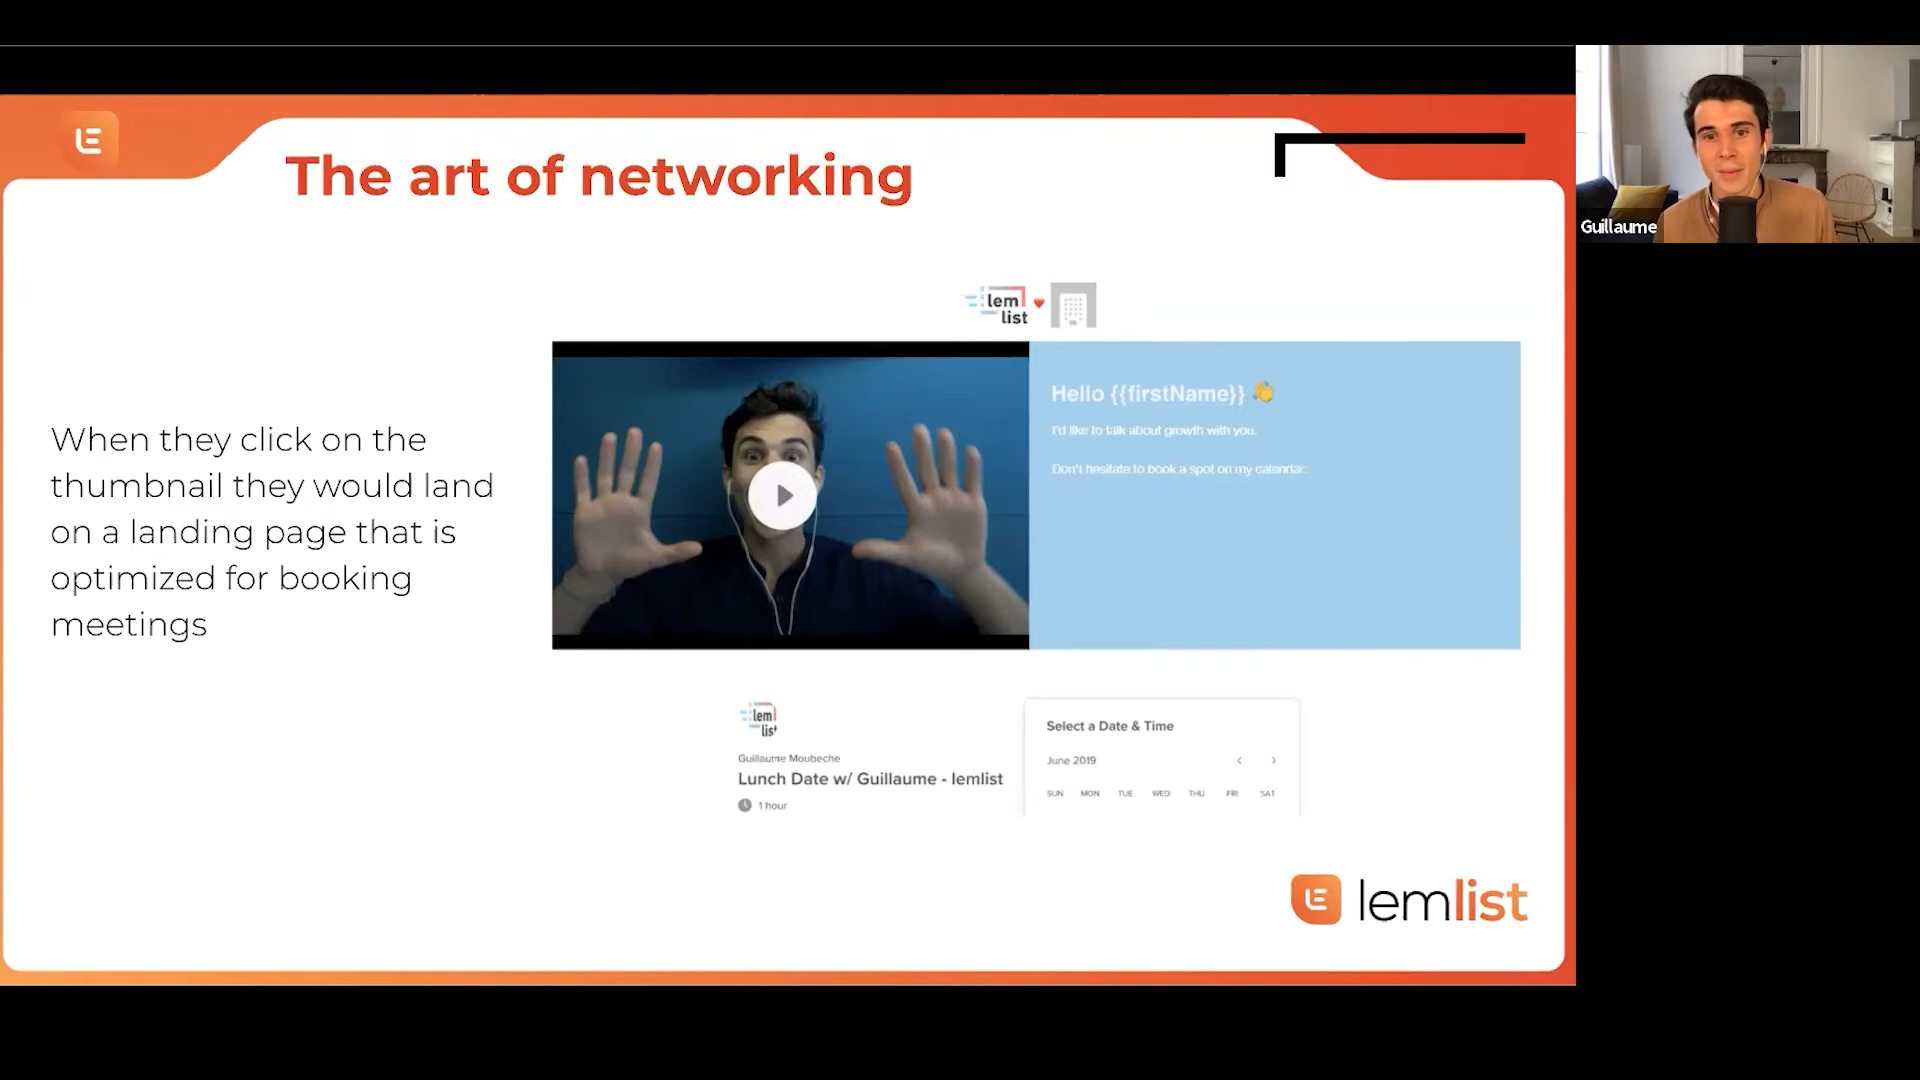 The art of networking
Guillaume
lem
list
When they click on the
thumbnail they would land
on a landing page that is
optimized for booking
meetings
Hello {{firstName}} 👋
I'd like to talk about growth with you.
Don't hesitate to book a spot on my calendar.
lem
list
Guillaume Moubeche
Lunch Date w/ Guillaume - lemlist
1 hour
Select a Date & Time
June 2019
SUN MON TUE WED THU FRI SAT
lemlist